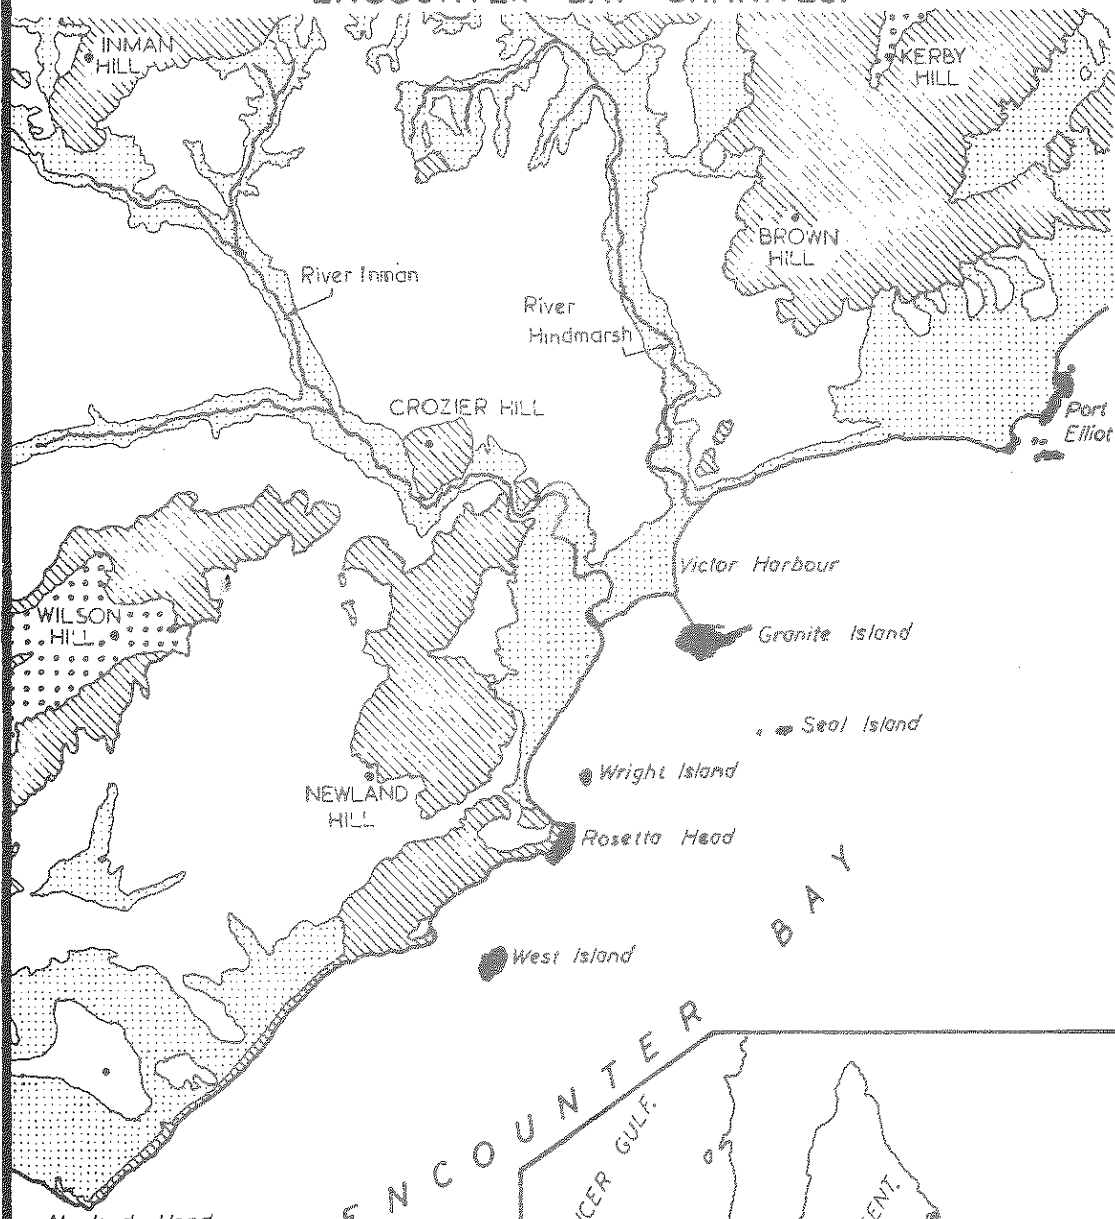 INMAN
HILL
KERBY
HILL
BROWN
HILL
River Inman
River
Hindmarsh
CROZIER HILL
Port
Elliot
Victor Harbour
WILSON
HILL
Granite Island
Seal Island
Wright Island
NEWLAND
HILL
Rosetta Head
West Island
ENCOUNTER
BAY
GULF.